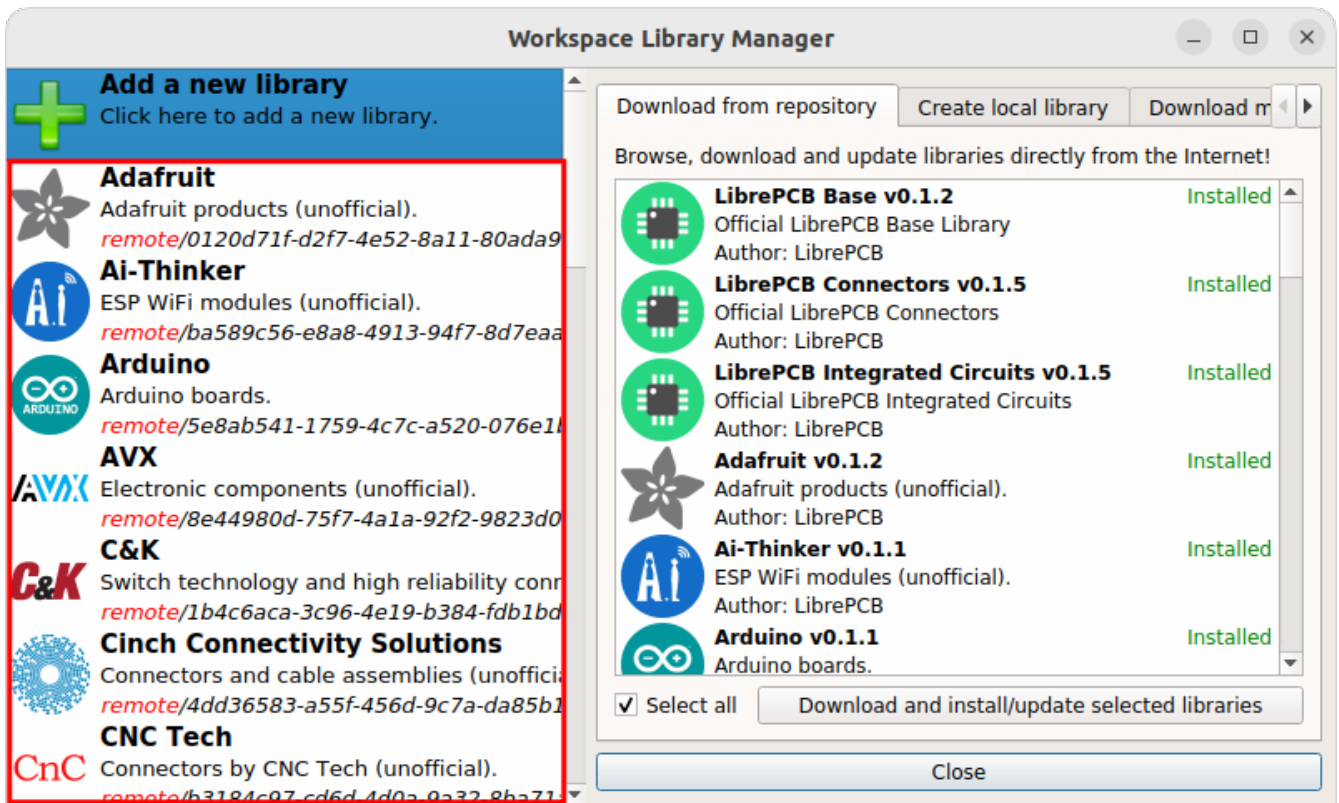 Workspace Library Manager
Add a new library
Click here to add a new library.
Adafruit
Adafruit products (unofficial).
remote/0120d71f-d2f7-4e52-8a11-80ada9
Ai-Thinker
ESP WiFi modules (unofficial).
remote/ba589c56-e8a8-4913-94f7-8d7eaa
Arduino
Arduino boards.
remote/5e8ab541-1759-4c7c-a520-076e1
ARDUINO
AVX
Electronic components (unofficial).
remote/8e44980d-75f7-4a1a-92f2-9823d0
C&K
C&K
Switch technology and high reliability conn
remote/1b4c6aca-3c96-4e19-b384-fdb1bd
Cinch Connectivity Solutions
Connectors and cable assemblies (unoffici
remote/4dd36583-a55f-456d-9c7a-da85b1
CNC Tech
CnC
Connectors by CNC Tech (unofficial).
remote/b3184c97-cd6d-4d0a-9a32-8ba71
Download from repository
Create local library
Download m
Browse, download and update libraries directly from the Internet!
LibrePCB Base v0.1.2 Installed
Official LibrePCB Base Library
Author: LibrePCB
LibrePCB Connectors v0.1.5 Installed
Official LibrePCB Connectors
Author: LibrePCB
LibrePCB Integrated Circuits v0.1.5 Installed
Official LibrePCB Integrated Circuits
Author: LibrePCB
Adafruit v0.1.2 Installed
Adafruit products (unofficial).
Author: LibrePCB
Ai-Thinker v0.1.1 Installed
ESP WiFi modules (unofficial).
Author: LibrePCB
Arduino v0.1.1 Installed
Arduino boards.
Select all
Download and install/update selected libraries
Close